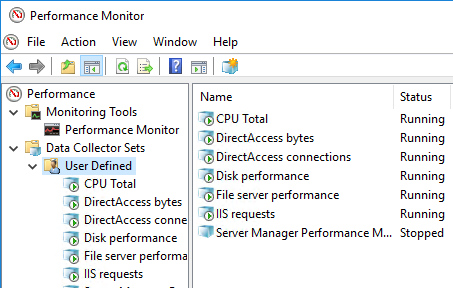 Performance Monitor
File Action View Window Help
Performance
Monitoring Tools
Performance Monitor
Data Collector Sets
User Defined
CPU Total
DirectAccess bytes
DirectAccess conne
Disk performance
File server performa
IIS requests
Name Status
CPU Total Running
DirectAccess bytes Running
DirectAccess connections Running
Disk performance Running
File server performance Running
IIS requests Running
Server Manager Performance M... Stopped